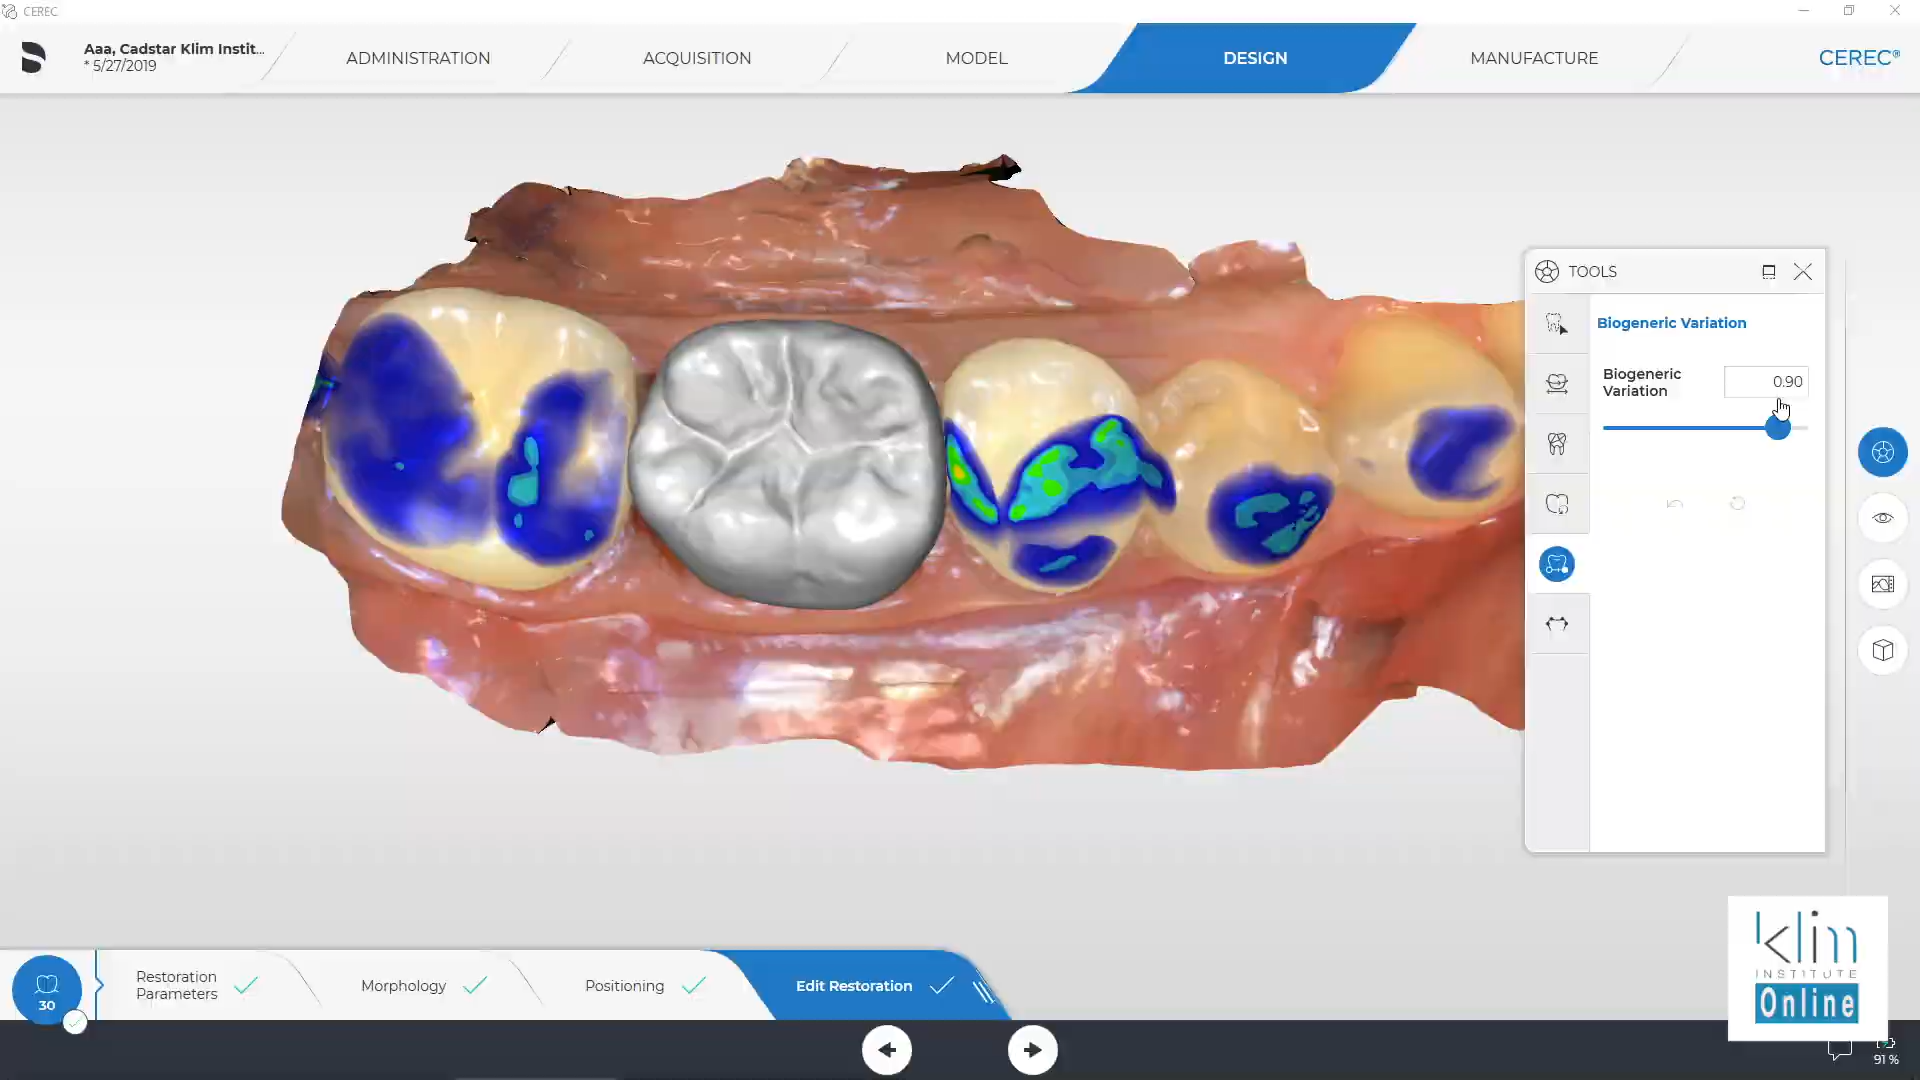 CEREC
Aaa, Cadstar Klim Instit...
* 5/27/2019
ADMINISTRATION
ACQUISITION
MODEL
DESIGN
MANUFACTURE
CEREC®
TOOLS
Biogeneric Variation
Biogeneric
Variation
0.90
30
Restoration
Parameters
Morphology
Positioning
Edit Restoration
klim
INSTITUTE
Online
91 %